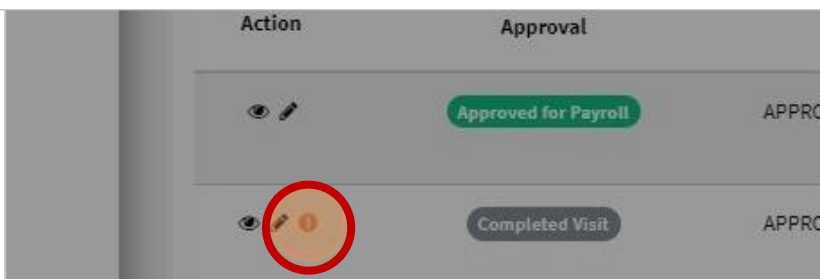 Action Approval
Approved for Payroll APPRO
Completed Visit APPRO